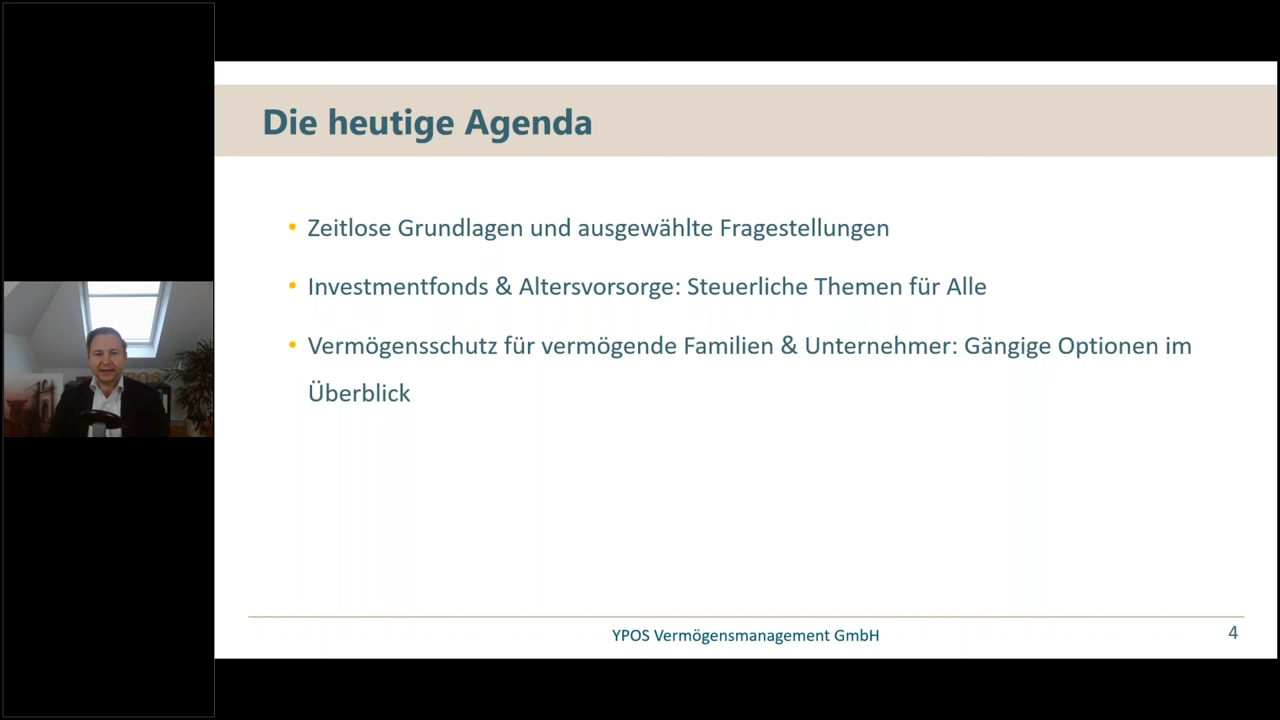 Die heutige Agenda
• Zeitlose Grundlagen und ausgewählte Fragestellungen
• Investmentfonds & Altersvorsorge: Steuerliche Themen für Alle
• Vermögensschutz für vermögende Familien & Unternehmer: Gängige Optionen im
Überblick
YPOS Vermögensmanagement GmbH
4